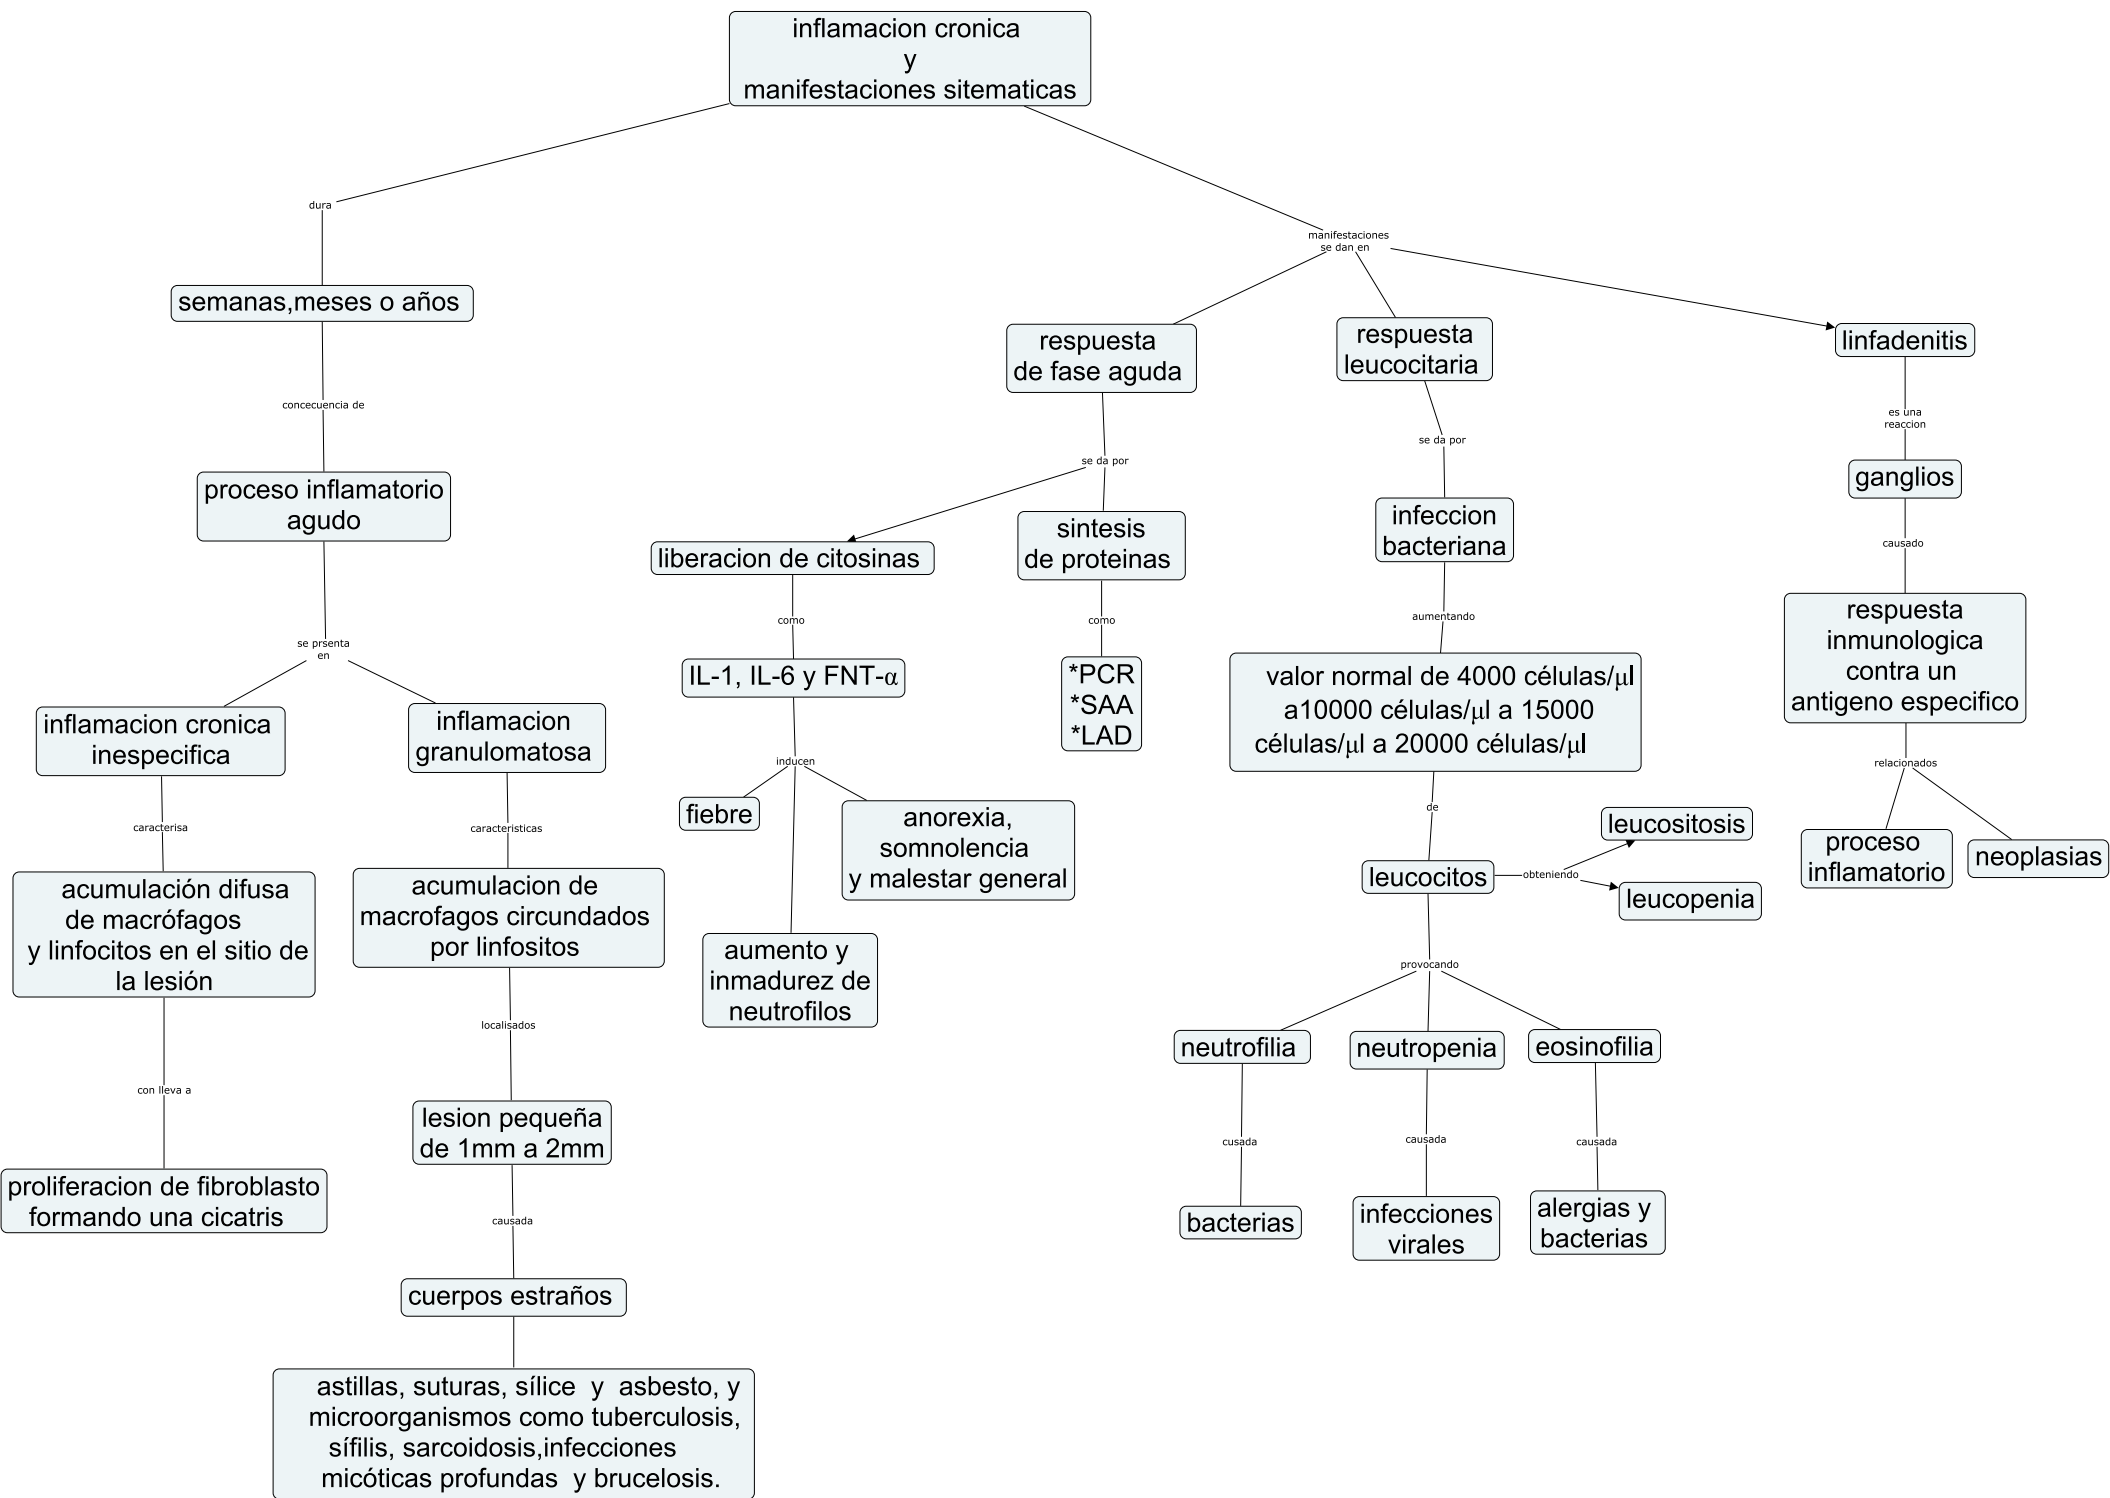 inflamacion cronica
y
manifestaciones sitematicas
dura
semanas,meses o años
concecuencia de
proceso inflamatorio
agudo
se prsenta
en
inflamacion cronica
inespecifica
caracterisa
acumulación difusa
de macrófagos
y linfocitos en el sitio de
la lesión
con lleva a
proliferacion de fibroblasto
formando una cicatris
inflamacion
granulomatosa
caracteristicas
acumulacion de
macrofagos circundados
por linfositos
localisados
lesion pequeña
de 1mm a 2mm
causada
cuerpos estraños
astillas, suturas, sílice y asbesto, y
microorganismos como tuberculosis,
sífilis, sarcoidosis,infecciones
micóticas profundas y brucelosis.
manifestaciones
se dan en
respuesta
de fase aguda
se da por
liberacion de citosinas
como
IL-1, IL-6 y FNT-α
inducen
fiebre
aumento y
inmadurez de
neutrofilos
anorexia,
somnolencia
y malestar general
sintesis
de proteinas
como
*PCR
*SAA
*LAD
respuesta
leucocitaria
se da por
infeccion
bacteriana
aumentando
valor normal de 4000 células/µl
a10000 células/µl a 15000
células/µl a 20000 células/µl
de
leucocitos
obteniendo
leucositosis
leucopenia
provocando
neutrofilia
cusada
bacterias
neutropenia
causada
infecciones
virales
eosinofilia
causada
alergias y
bacterias
linfadenitis
es una
reaccion
ganglios
causado
respuesta
inmunologica
contra un
antigeno especifico
relacionados
proceso
inflamatorio
neoplasias